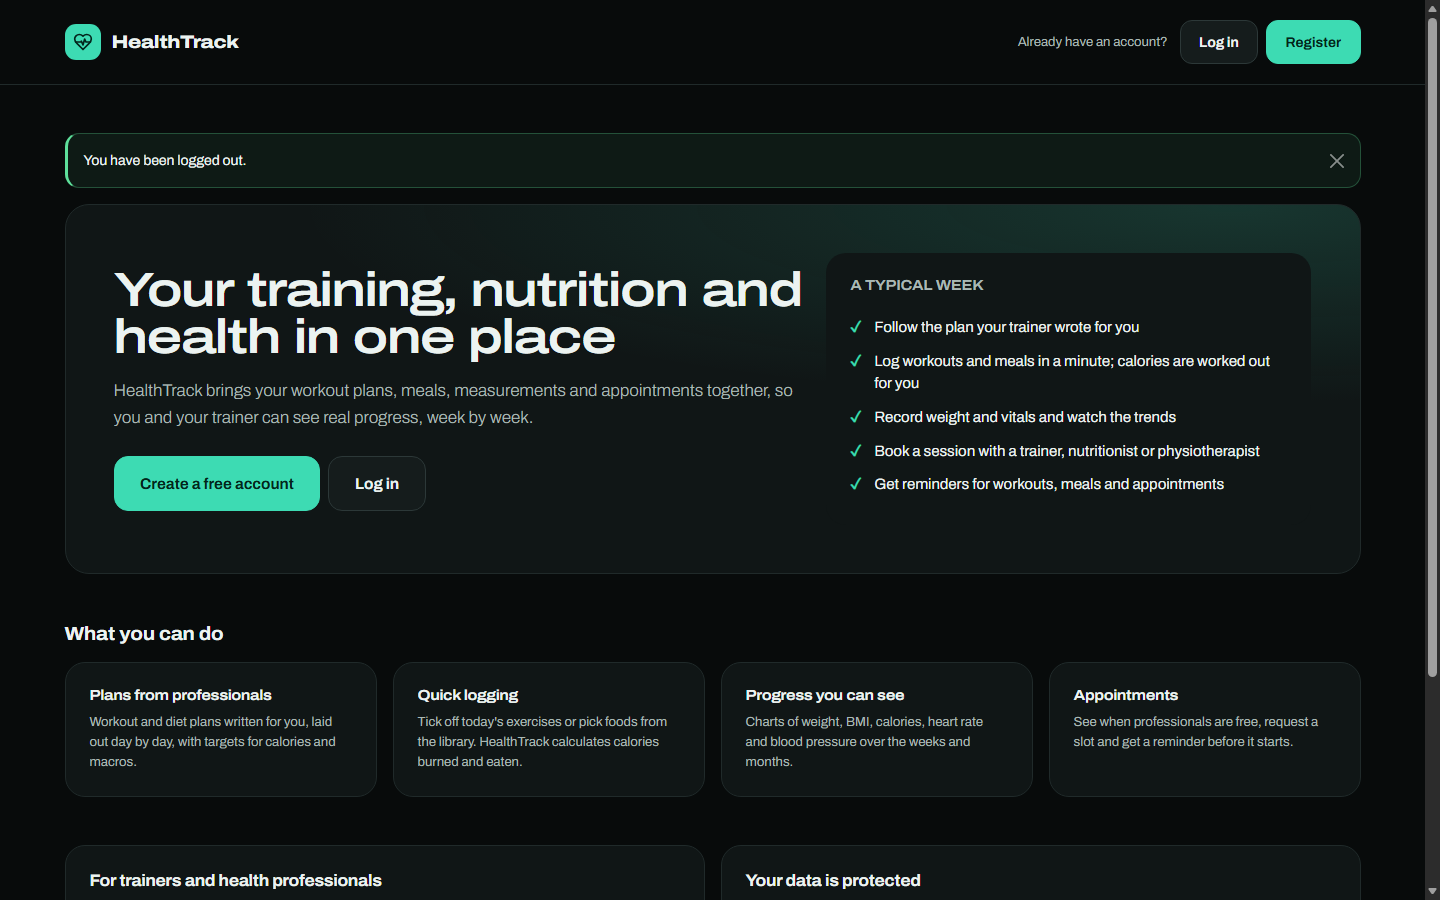 HealthTrack
Already have an account?
Log in
Register
You have been logged out.
Your training, nutrition and
health in one place
HealthTrack brings your workout plans, meals, measurements and appointments together, so
you and your trainer can see real progress, week by week.
Create a free account
Log in
A TYPICAL WEEK
Follow the plan your trainer wrote for you
Log workouts and meals in a minute; calories are worked out
for you
Record weight and vitals and watch the trends
Book a session with a trainer, nutritionist or physiotherapist
Get reminders for workouts, meals and appointments
What you can do
Plans from professionals
Workout and diet plans written for you, laid
out day by day, with targets for calories and
macros.
Quick logging
Tick off today's exercises or pick foods from
the library. HealthTrack calculates calories
burned and eaten.
Progress you can see
Charts of weight, BMI, calories, heart rate
and blood pressure over the weeks and
months.
Appointments
See when professionals are free, request a
slot and get a reminder before it starts.
For trainers and health professionals
Your data is protected